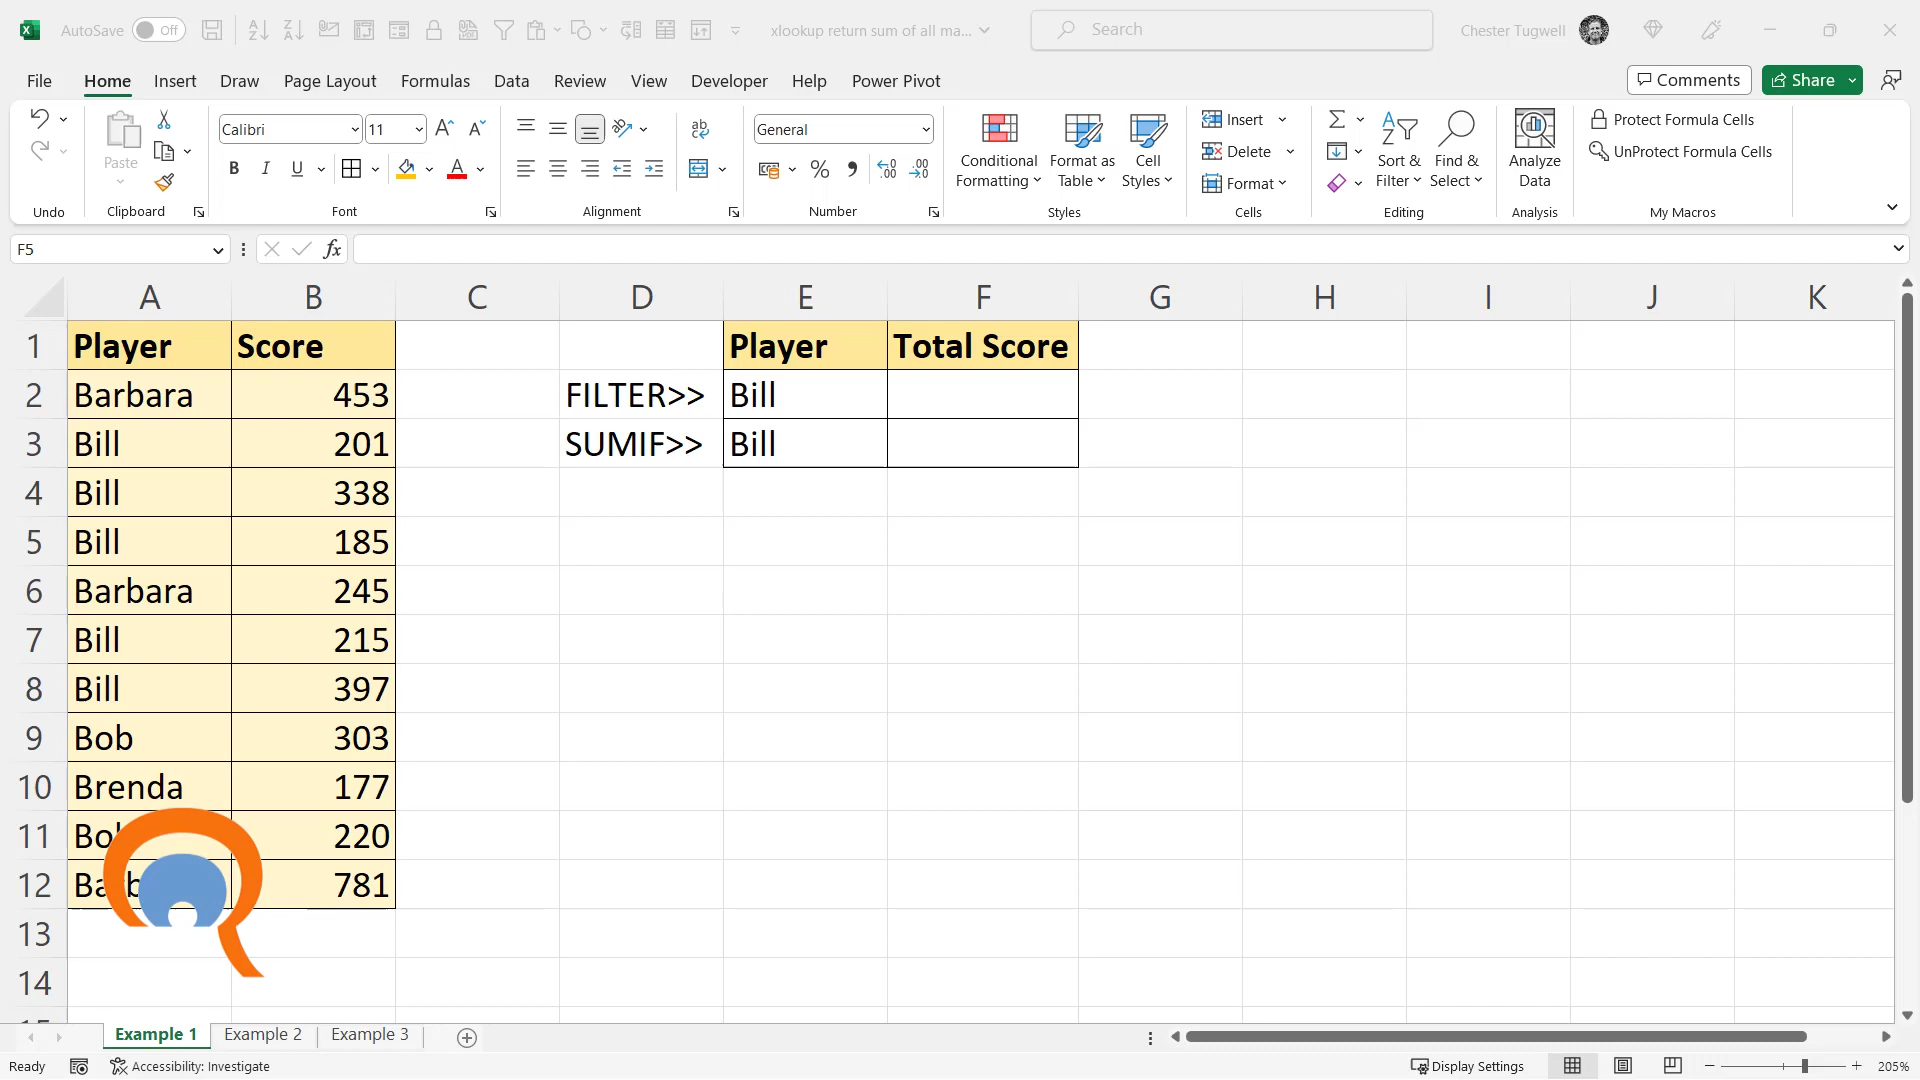 AutoSave Off xlookup return sum of all ma... Search Chester Tugwell
File Home Insert Draw Page Layout Formulas Data Review View Developer Help Power Pivot Comments Share
Paste Calibri 11 General Conditional Formatting Format as Table Cell Styles Insert Delete Format Sort & Filter Find & Select Analyze Data Protect Formula Cells UnProtect Formula Cells
Undo Clipboard Font Alignment Number Styles Cells Editing Analysis My Macros
F5 fx
A B C D E F G H I J K
1 Player Score Player Total Score
2 Barbara 453 FILTER>> Bill
3 Bill 201 SUMIF>> Bill
4 Bill 338
5 Bill 185
6 Barbara 245
7 Bill 215
8 Bill 397
9 Bob 303
10 Brenda 177
11 220
12 781
13
14
Example 1 Example 2 Example 3
Ready Accessibility: Investigate Display Settings 205%